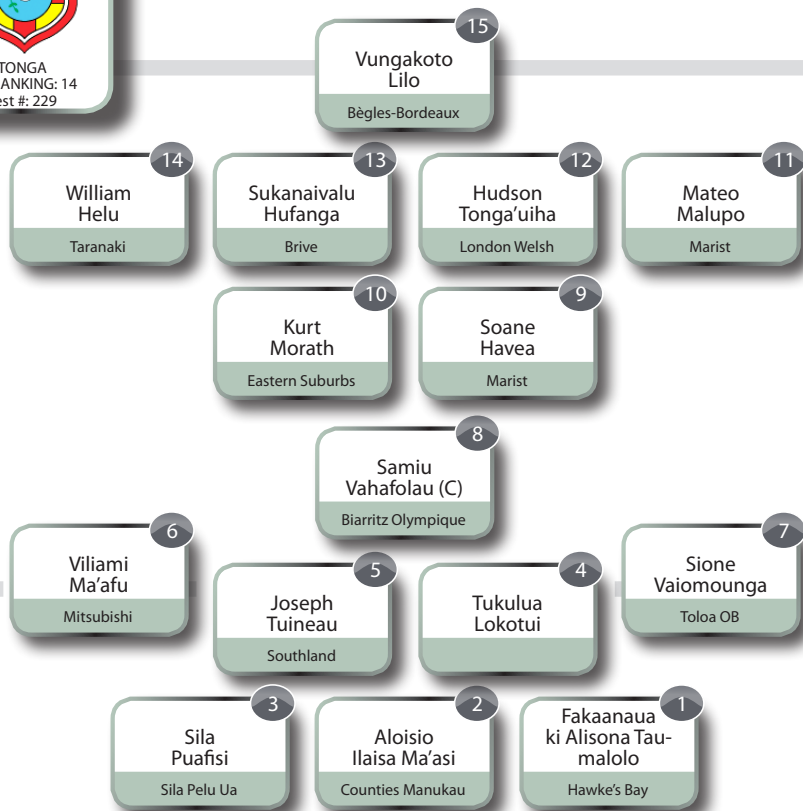 TONGA
ANKING: 14
est #: 229
15
Vungakoto
Lilo
Bègles-Bordeaux
14
William
Helu
Taranaki
13
Sukanaivalu
Hufanga
Brive
12
Hudson
Tonga'uiha
London Welsh
11
Mateo
Malupo
Marist
10
Kurt
Morath
Eastern Suburbs
9
Soane
Havea
Marist
8
Samiu
Vahafolau (C)
Biarritz Olympique
6
Viliami
Ma'afu
Mitsubishi
5
Joseph
Tuineau
Southland
4
Tukulua
Lokotui
7
Sione
Vaiomounga
Toloa OB
3
Sila
Puafisi
Sila Pelu Ua
2
Aloisio
Ilaisa Ma'asi
Counties Manukau
1
Fakaanaua
ki Alisona Tau-
malolo
Hawke's Bay